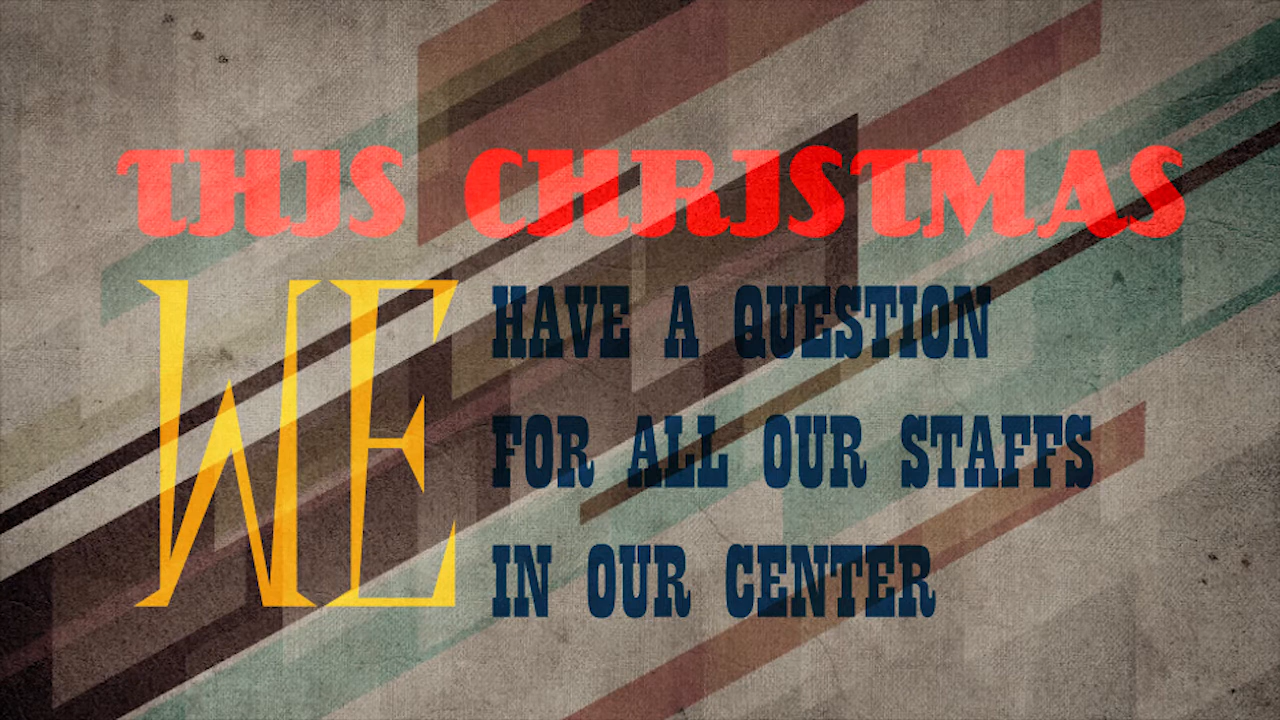 THIS CHRISTMAS
WE
HAVE A QUESTION
FOR ALL OUR STAFFS
IN OUR CENTER